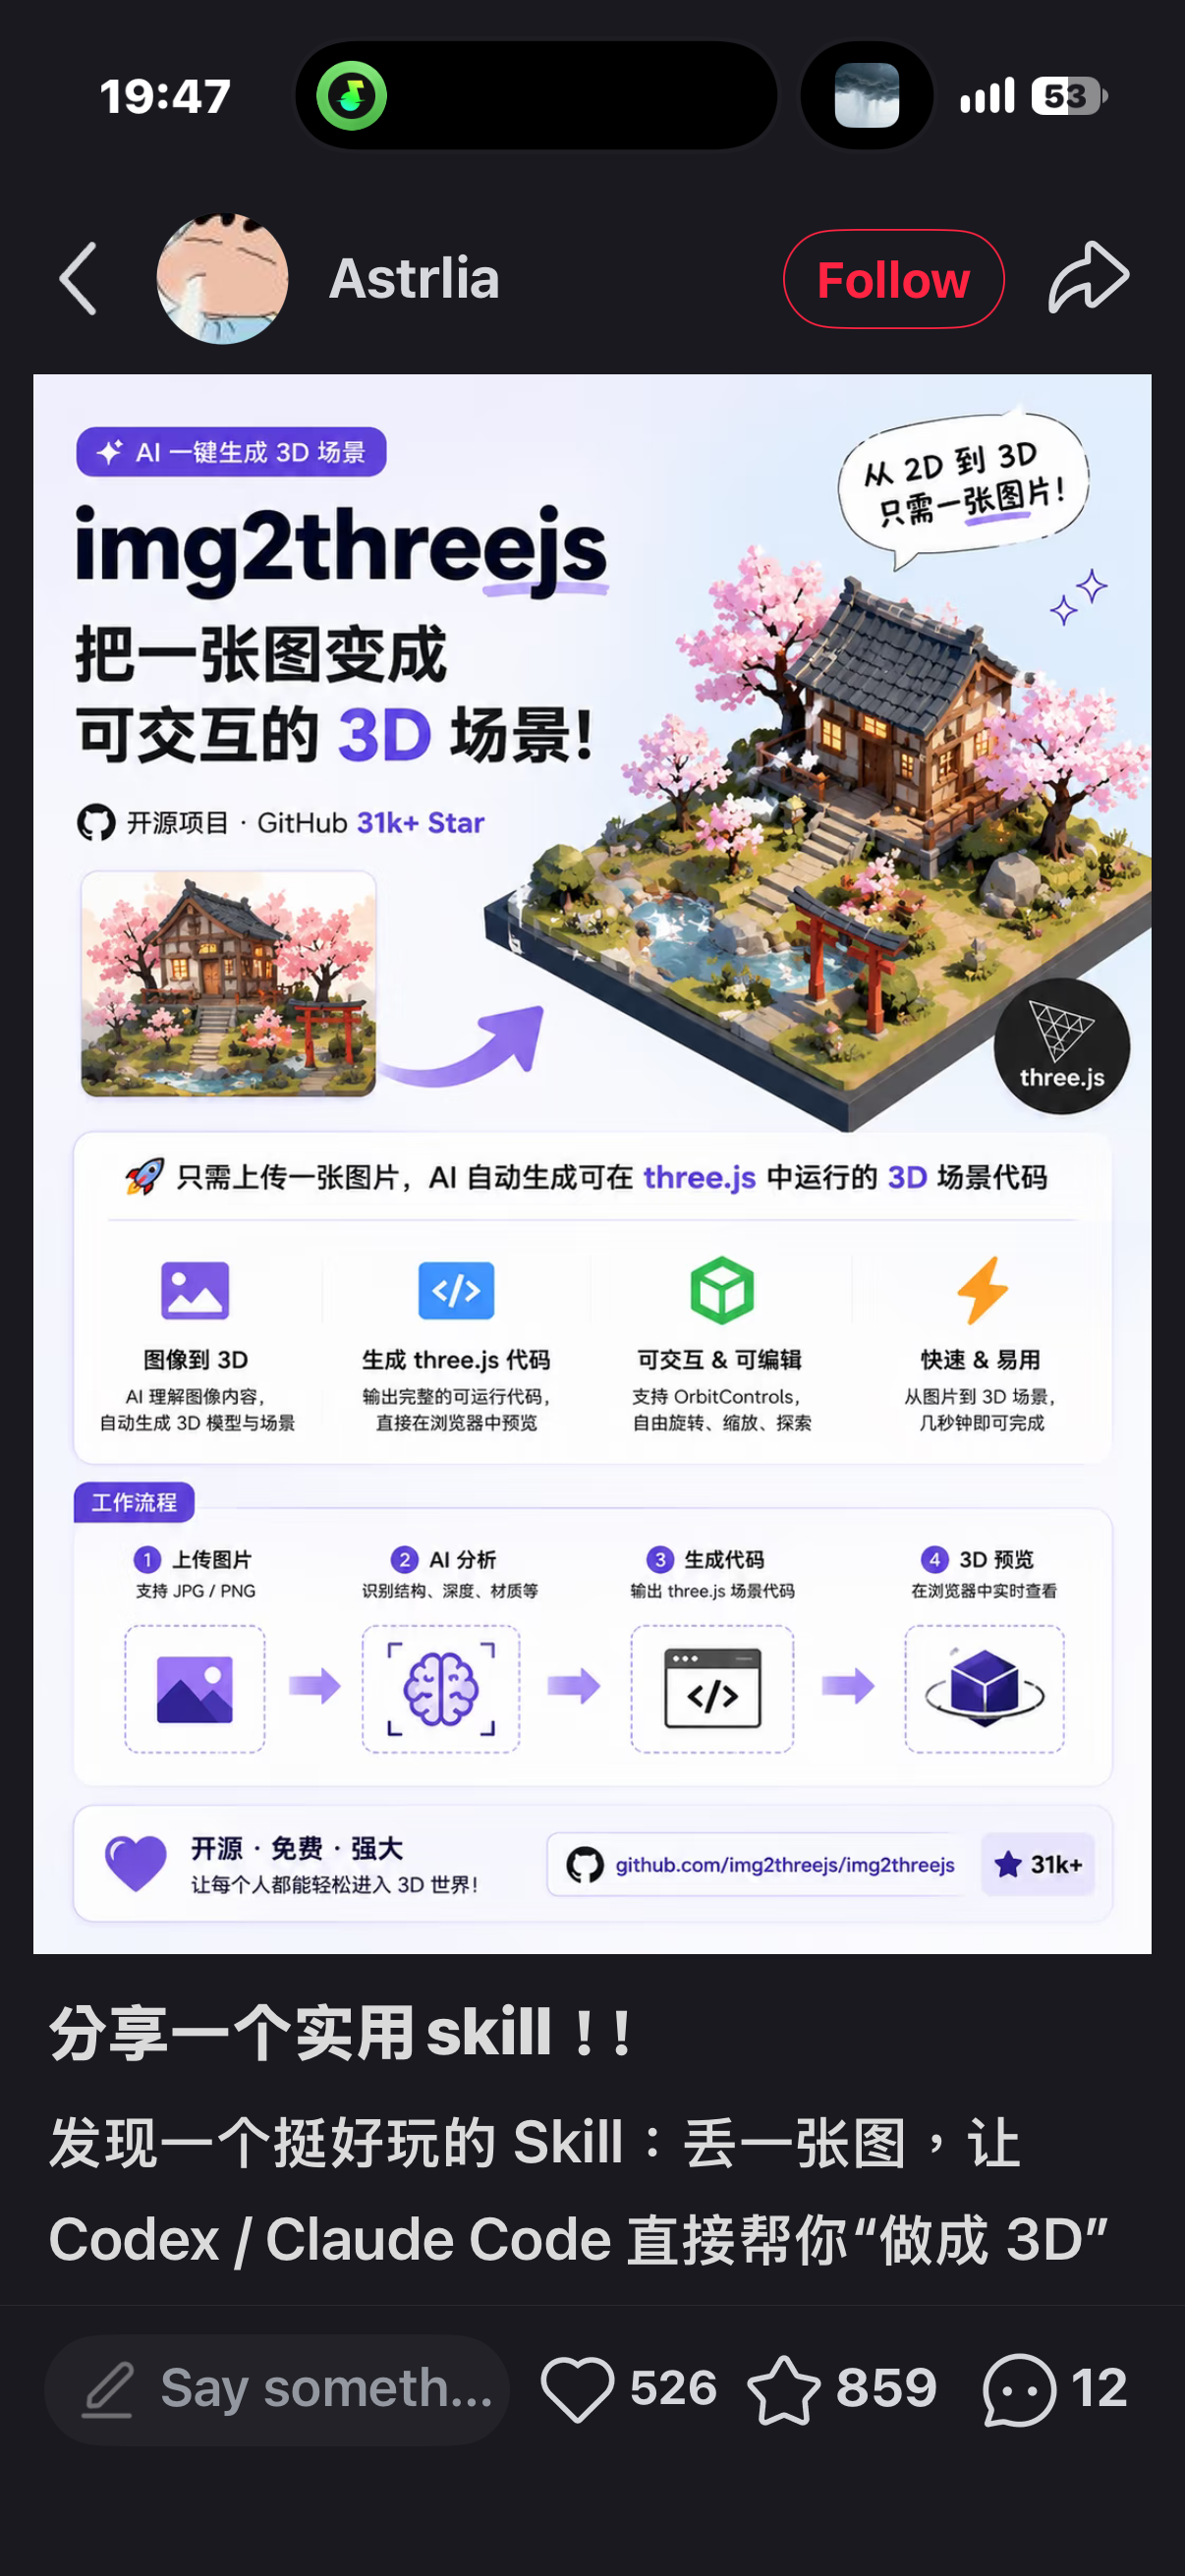 19:47
53
Astrlia
Follow
AI 一键生成 3D 场景
从 2D 到 3D
只需一张图片!
img2threejs
把一张图变成
可交互的 3D 场景!
开源项目 · GitHub 31k+ Star
three.js
只需上传一张图片，AI 自动生成可在 three.js 中运行的 3D 场景代码
图像到 3D
AI 理解图像内容，
自动生成 3D 模型与场景
生成 three.js 代码
输出完整的可运行代码，
直接在浏览器中预览
可交互 & 可编辑
支持 OrbitControls，
自由旋转、缩放、探索
快速 & 易用
从图片到 3D 场景，
几秒钟即可完成
工作流程
1 上传图片
支持 JPG / PNG
2 AI 分析
识别结构、深度、材质等
3 生成代码
输出 three.js 场景代码
4 3D 预览
在浏览器中实时查看
</>
</>
开源 · 免费 · 强大
让每个人都能轻松进入 3D 世界!
github.com/img2threejs/img2threejs
31k+
分享一个实用skill！！
发现一个挺好玩的 Skill：丢一张图，让
Codex / Claude Code 直接帮你“做成 3D”
Say someth...
526
859
12